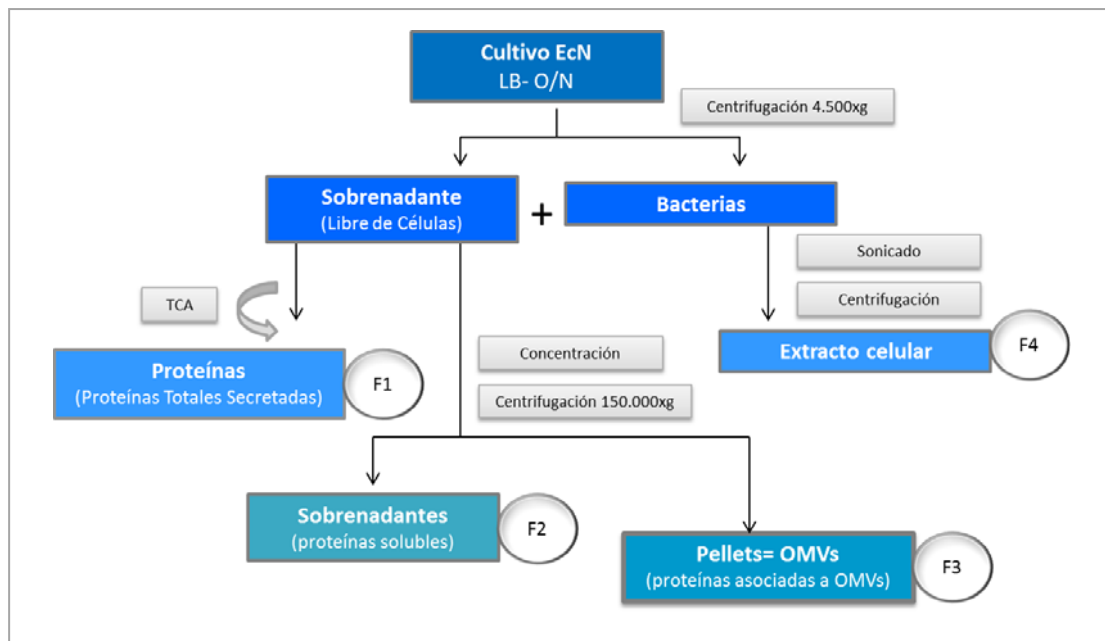 Cultivo EcN
LB- O/N
Centrifugación 4.500xg
Sobrenadante
(Libre de Células)
+
Bacterias
Sonicado
TCA
Centrifugación
Proteínas
(Proteínas Totales Secretadas)
F1
Concentración
Extracto celular
F4
Centrifugación 150.000xg
Sobrenadantes
(proteínas solubles)
F2
Pellets= OMVs
(proteínas asociadas a OMVs)
F3